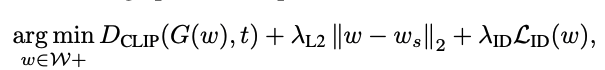 arg min D_CLIP(G(w), t) + λ_L2 ‖w − w_s‖_2 + λ_ID ℒ_ID(w),
w∈𝒲+